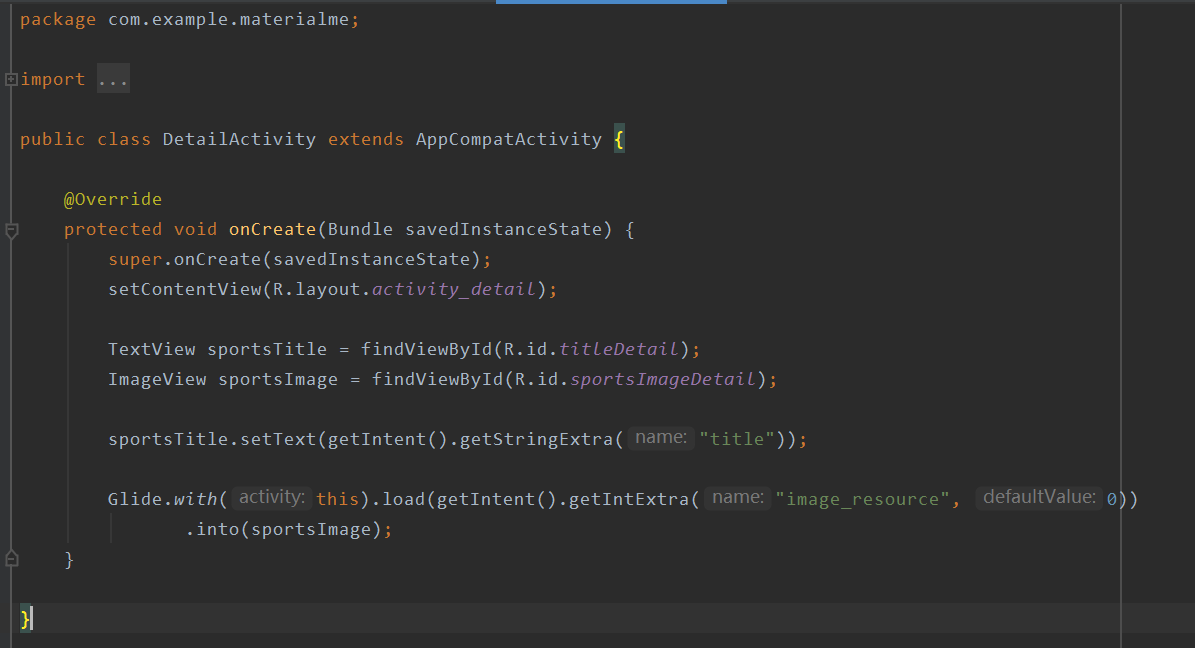 package com.example.materialme;
import ...
public class DetailActivity extends AppCompatActivity {
@Override
protected void onCreate(Bundle savedInstanceState) {
super.onCreate(savedInstanceState);
setContentView(R.layout.activity_detail);
TextView sportsTitle = findViewById(R.id.titleDetail);
ImageView sportsImage = findViewById(R.id.sportsImageDetail);
sportsTitle.setText(getIntent().getStringExtra( name: "title"));
Glide.with( activity: this).load(getIntent().getIntExtra( name: "image_resource", defaultValue: 0))
.into(sportsImage);
}
}